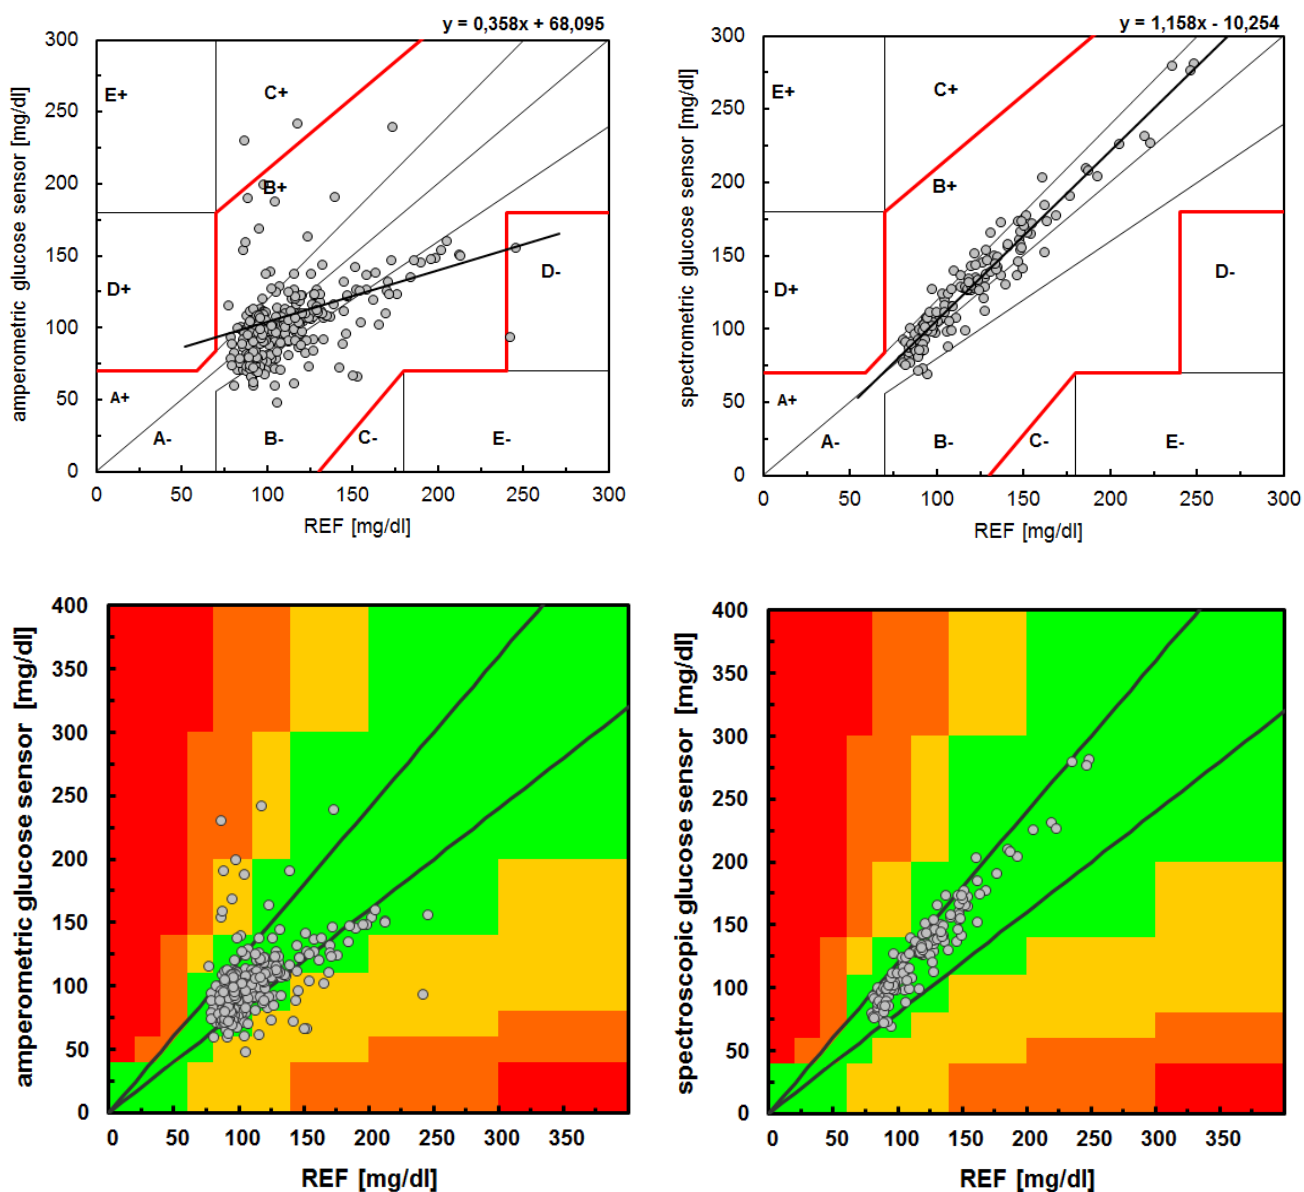 y = 0,358x + 68,095
amperometric glucose sensor [mg/dl]
300
250
200
150
100
50
0
E+
C+
B+
D+
D-
A+
A-
B-
C-
E-
0 50 100 150 200 250 300
REF [mg/dl]
y = 1,158x - 10,254
spectrometric glucose sensor [mg/dl]
300
250
200
150
100
50
0
E+
C+
B+
D+
D-
A+
A-
B-
C-
E-
0 50 100 150 200 250 300
REF [mg/dl]
amperometric glucose sensor [mg/dl]
400
350
300
250
200
150
100
50
0
0 50 100 150 200 250 300 350
REF [mg/dl]
spectroscopic glucose sensor [mg/dl]
400
350
300
250
200
150
100
50
0
0 50 100 150 200 250 300 350
REF [mg/dl]